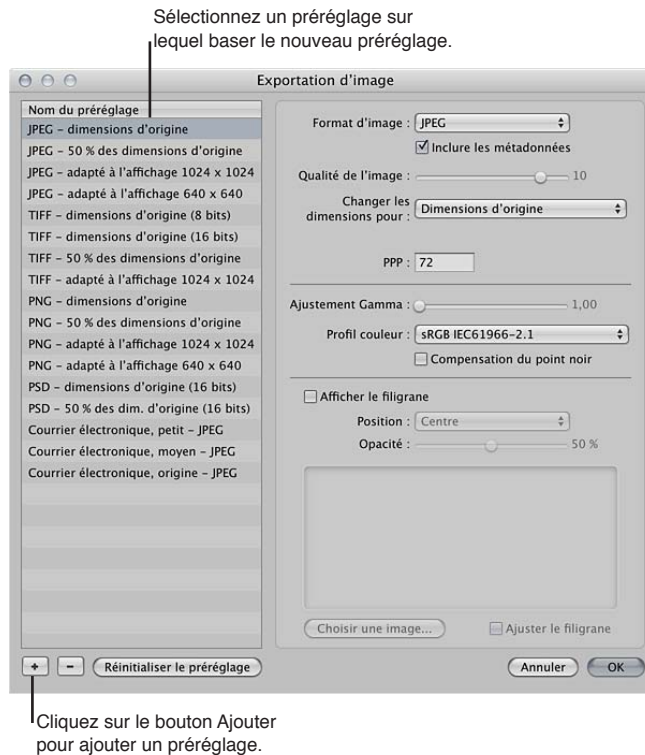 Sélectionnez un préréglage sur
lequel baser le nouveau préréglage.
Exportation d'image
Nom du préréglage
JPEG – dimensions d'origine
JPEG – 50 % des dimensions d'origine
JPEG – adapté à l'affichage 1024 x 1024
JPEG – adapté à l'affichage 640 x 640
TIFF – dimensions d'origine (8 bits)
TIFF – dimensions d'origine (16 bits)
TIFF – 50 % des dimensions d'origine
TIFF – adapté à l'affichage 1024 x 1024
PNG – dimensions d'origine
PNG – 50 % des dimensions d'origine
PNG – adapté à l'affichage 1024 x 1024
PNG – adapté à l'affichage 640 x 640
PSD – dimensions d'origine (16 bits)
PSD – 50 % des dim. d'origine (16 bits)
Courrier électronique, petit – JPEG
Courrier électronique, moyen – JPEG
Courrier électronique, origine – JPEG
+ – Réinitialiser le préréglage
Format d'image : JPEG
Inclure les métadonnées
Qualité de l'image : 10
Changer les
dimensions pour : Dimensions d'origine
PPP : 72
Ajustement Gamma : 1,00
Profil couleur : sRGB IEC61966-2.1
Compensation du point noir
Afficher le filigrane
Position : Centre
Opacité : 50 %
Choisir une image... Ajuster le filigrane
Annuler OK
Cliquez sur le bouton Ajouter
pour ajouter un préréglage.